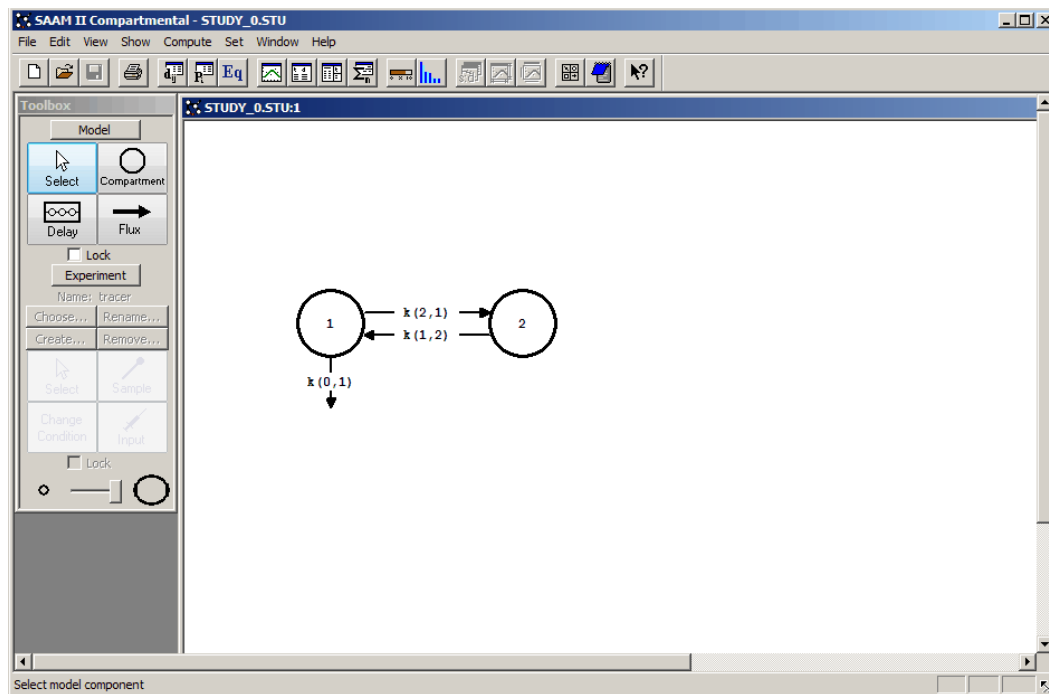 SAAM II Compartmental - STUDY_0.STU
File Edit View Show Compute Set Window Help
Eq
Toolbox
STUDY_0.STU:1
Model
Select Compartment
Delay Flux
Lock
Experiment
Name: tracer
Choose... Rename...
Create... Remove...
Select Sample
Change Condition Input
Lock
1 k(2,1) 2
k(1,2)
k(0,1)
Select model component